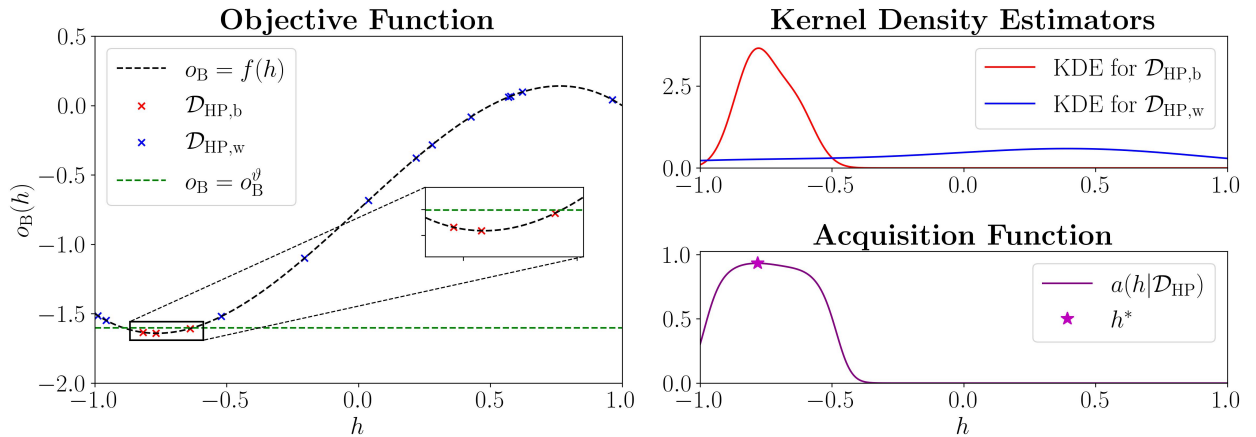 Objective Function
0.5
0.0
−0.5
−1.0
−1.5
−2.0
−1.0
−0.5
0.0
0.5
1.0
h
o_B(h)
o_B = f(h)
𝒟_HP,b
𝒟_HP,w
o_B = o_B^ϑ
Kernel Density Estimators
2.5
0.0
−1.0
−0.5
0.0
0.5
1.0
KDE for 𝒟_HP,b
KDE for 𝒟_HP,w
Acquisition Function
1.0
0.5
0.0
−1.0
−0.5
0.0
0.5
1.0
h
a(h|𝒟_HP)
h*